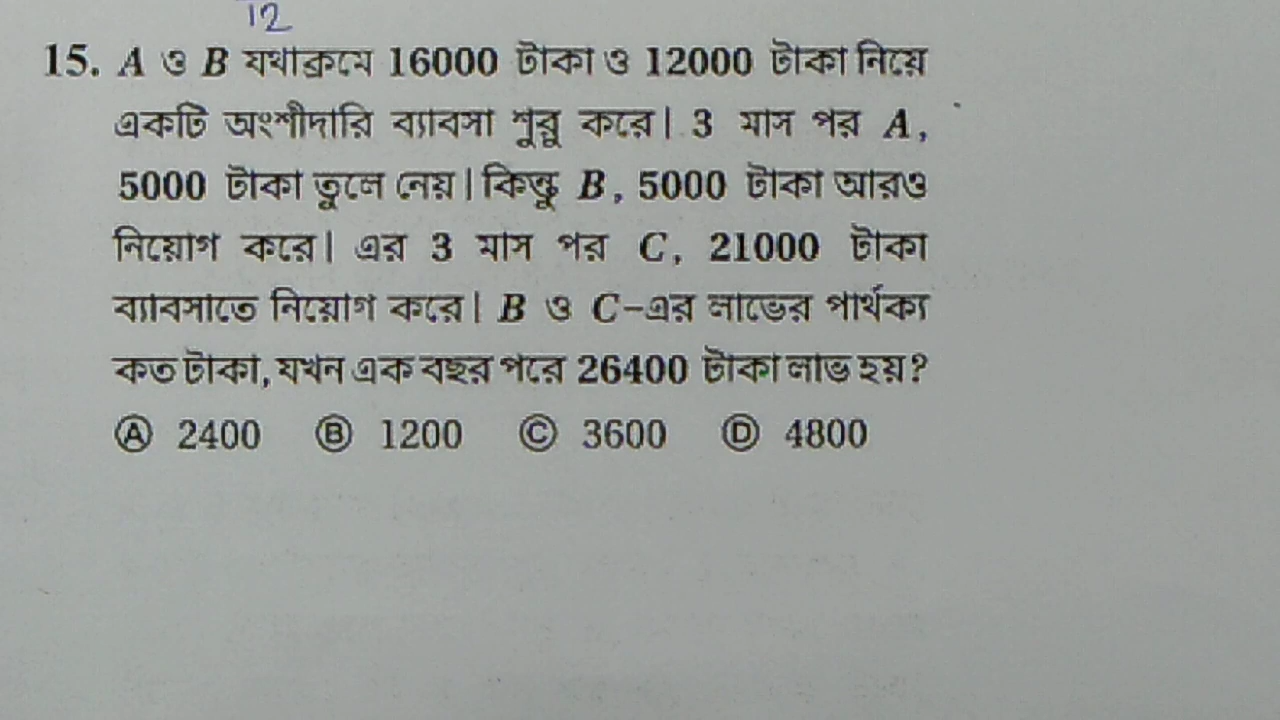 12
15. A ও B যথাক্রমে 16000 টাকা ও 12000 টাকা নিয়ে
একটি অংশীদারি ব্যাবসা শুরু করে। 3 মাস পর A,
5000 টাকা তুলে নেয়। কিন্তু B, 5000 টাকা আরও
নিয়োগ করে। এর 3 মাস পর C, 21000 টাকা
ব্যাবসাতে নিয়োগ করে। B ও C-এর লাভের পার্থক্য
কত টাকা, যখন এক বছর পরে 26400 টাকা লাভ হয়?
Ⓐ 2400 Ⓑ 1200 Ⓒ 3600 Ⓓ 4800